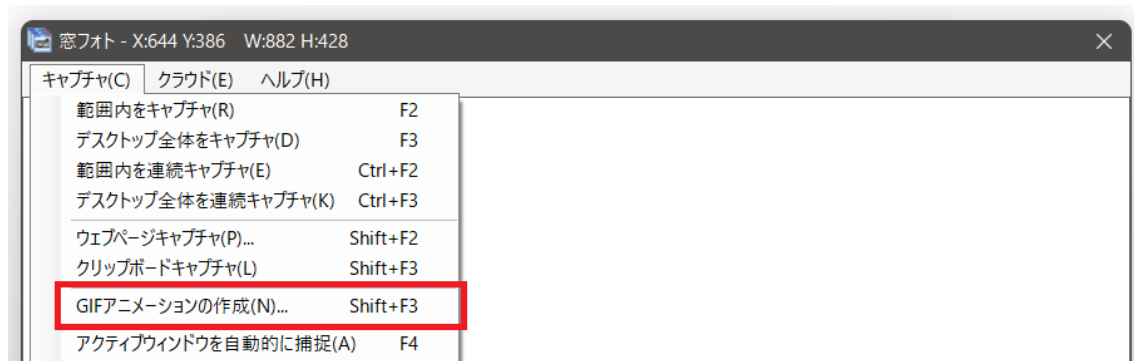 窓フォト - X:644 Y:386 W:882 H:428
キャプチャ(C) クラウド(E) ヘルプ(H)
範囲内をキャプチャ(R) F2
デスクトップ全体をキャプチャ(D) F3
範囲内を連続キャプチャ(E) Ctrl+F2
デスクトップ全体を連続キャプチャ(K) Ctrl+F3
ウェブページキャプチャ(P)... Shift+F2
クリップボードキャプチャ(L) Shift+F3
GIFアニメーションの作成(N)... Shift+F3
アクティブウィンドウを自動的に捕捉(A) F4